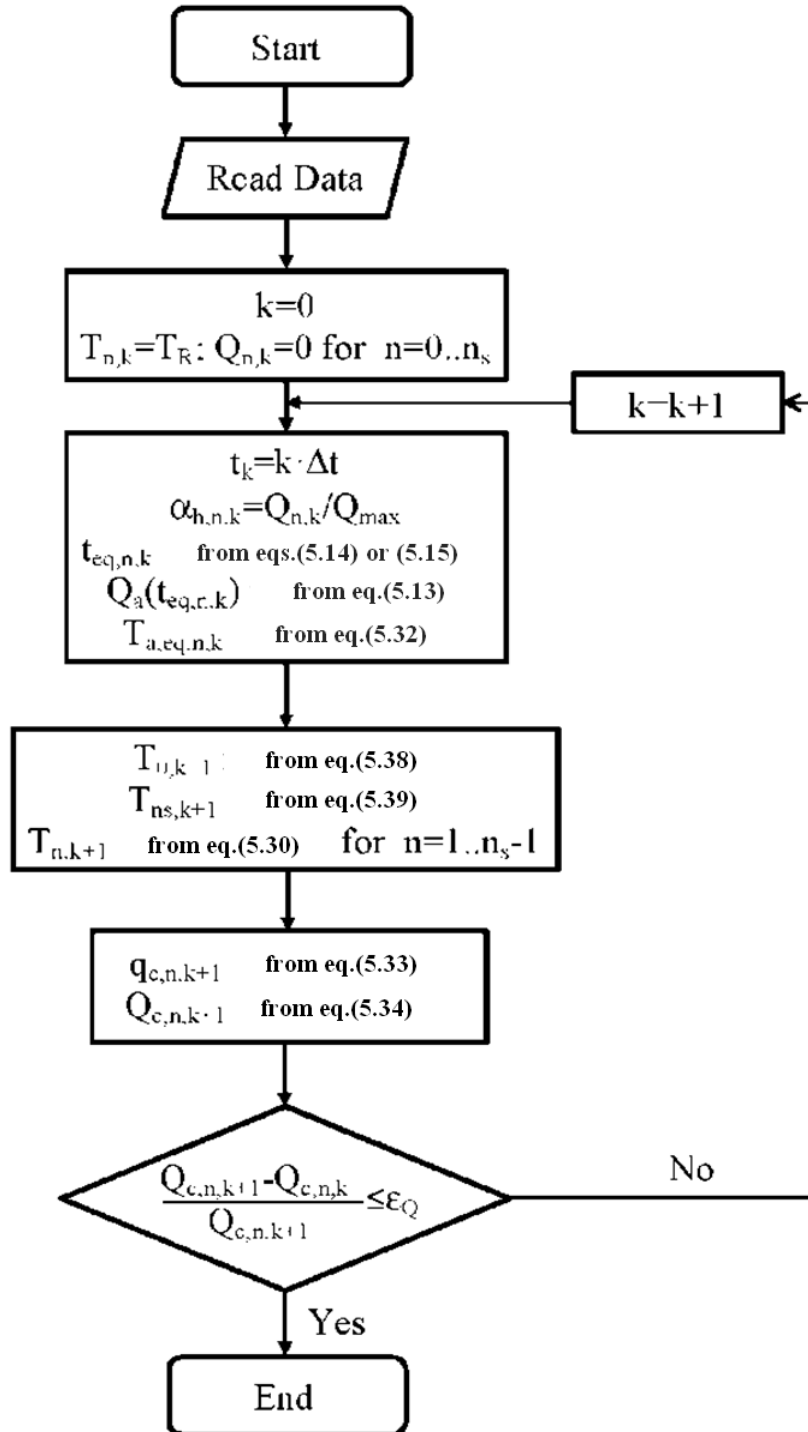 Start
Read Data
k=0
T_{n,k}=T_R: Q_{n,k}=0 for n=0..n_s
k=k+1
t_k=k·Δt
α_{h,n,k}=Q_{n,k}/Q_{max}
t_{eq,n,k} from eqs.(5.14) or (5.15)
Q_a(t_{eq,n,k}) from eq.(5.13)
T_{a,eq,n,k} from eq.(5.32)
T_{0,k+1} : from eq.(5.38)
T_{ns,k+1} from eq.(5.39)
T_{n,k+1} from eq.(5.30) for n=1..n_s-1
q_{c,n,k+1} from eq.(5.33)
Q_{c,n,k+1} from eq.(5.34)
Q_{c,n,k+1}-Q_{c,n,k}
Q_{c,n,k+1}
≤ε_Q
No
Yes
End